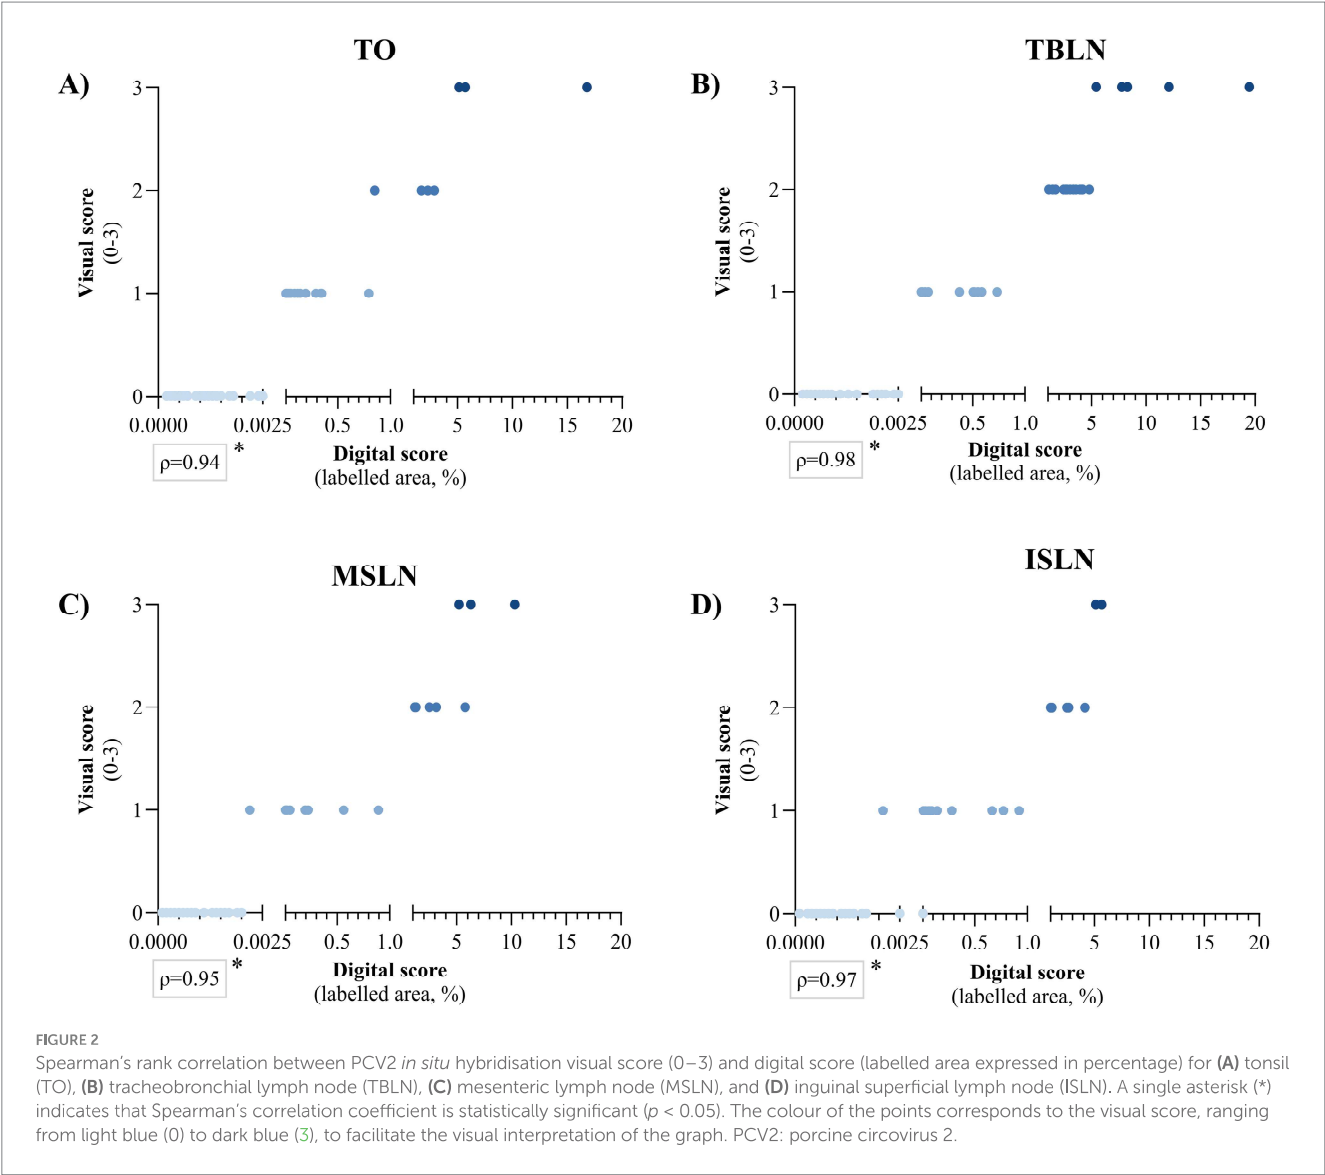 TO
A)
3
2
1
0
Visual score
(0-3)
0.0000 0.0025 0.5 1.0 5 10 15 20
ρ=0.94 *
Digital score
(labelled area, %)
TBLN
B)
3
2
1
0
Visual score
(0-3)
0.0000 0.0025 0.5 1.0 5 10 15 20
ρ=0.98 *
Digital score
(labelled area, %)
MSLN
C)
3
2
1
0
Visual score
(0-3)
0.0000 0.0025 0.5 1.0 5 10 15 20
ρ=0.95 *
Digital score
(labelled area, %)
ISLN
D)
3
2
1
0
Visual score
(0-3)
0.0000 0.0025 0.5 1.0 5 10 15 20
ρ=0.97 *
Digital score
(labelled area, %)
FIGURE 2
Spearman's rank correlation between PCV2 in situ hybridisation visual score (0–3) and digital score (labelled area expressed in percentage) for (A) tonsil
(TO), (B) tracheobronchial lymph node (TBLN), (C) mesenteric lymph node (MSLN), and (D) inguinal superficial lymph node (ISLN). A single asterisk (*)
indicates that Spearman's correlation coefficient is statistically significant (p < 0.05). The colour of the points corresponds to the visual score, ranging
from light blue (0) to dark blue (3), to facilitate the visual interpretation of the graph. PCV2: porcine circovirus 2.